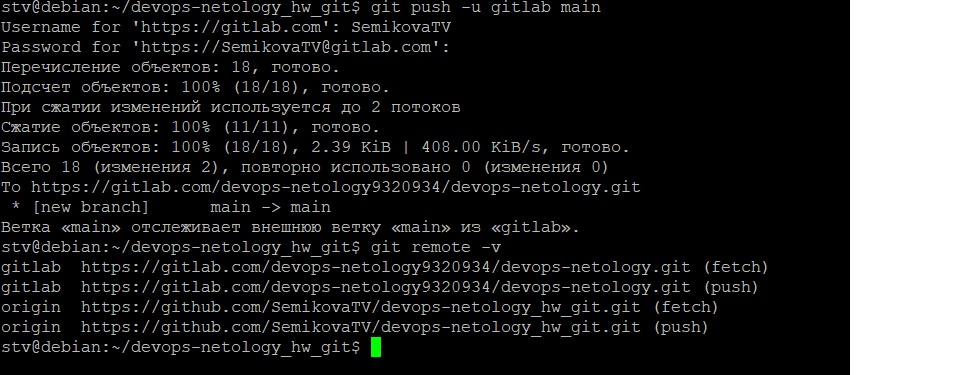 stv@debian:~/devops-netology_hw_git$ git push -u gitlab main
Username for 'https://gitlab.com': SemikovaTV
Password for 'https://SemikovaTV@gitlab.com':
Перечисление объектов: 18, готово.
Подсчет объектов: 100% (18/18), готово.
При сжатии изменений используется до 2 потоков
Сжатие объектов: 100% (11/11), готово.
Запись объектов: 100% (18/18), 2.39 KiB | 408.00 KiB/s, готово.
Всего 18 (изменения 2), повторно использовано 0 (изменения 0)
To https://gitlab.com/devops-netology9320934/devops-netology.git
 * [new branch]      main -> main
Ветка «main» отслеживает внешнюю ветку «main» из «gitlab».
stv@debian:~/devops-netology_hw_git$ git remote -v
gitlab  https://gitlab.com/devops-netology9320934/devops-netology.git (fetch)
gitlab  https://gitlab.com/devops-netology9320934/devops-netology.git (push)
origin  https://github.com/SemikovaTV/devops-netology_hw_git.git (fetch)
origin  https://github.com/SemikovaTV/devops-netology_hw_git.git (push)
stv@debian:~/devops-netology_hw_git$